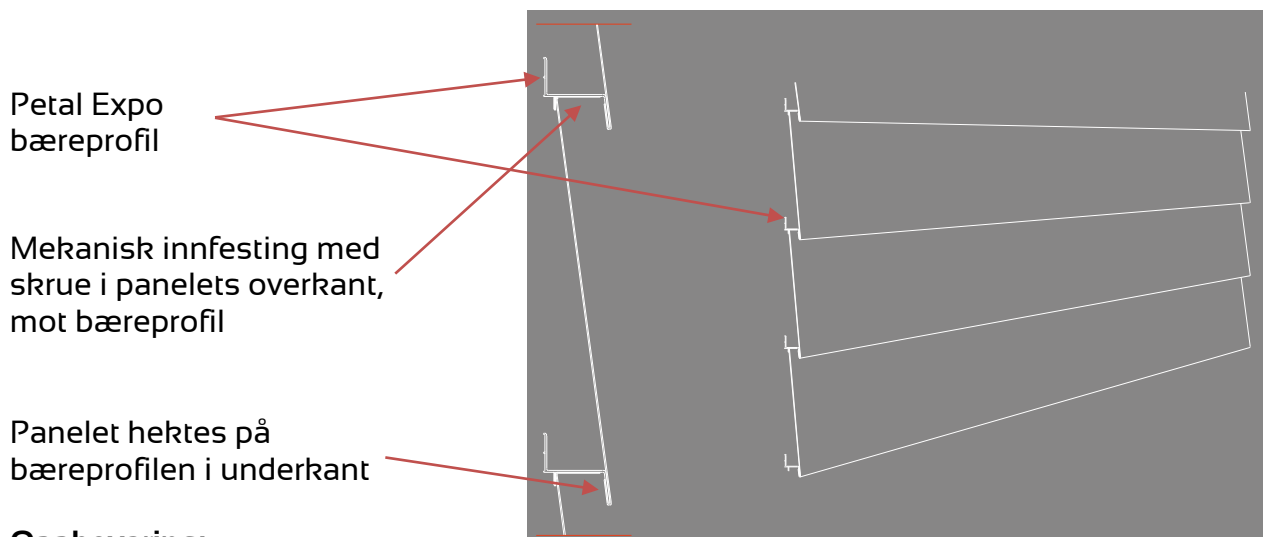 Petal Expo
bæreprofil
Mekanisk innfesting med
skrue i panelets overkant,
mot bæreprofil
Panelet hektes på
bæreprofilen i underkant